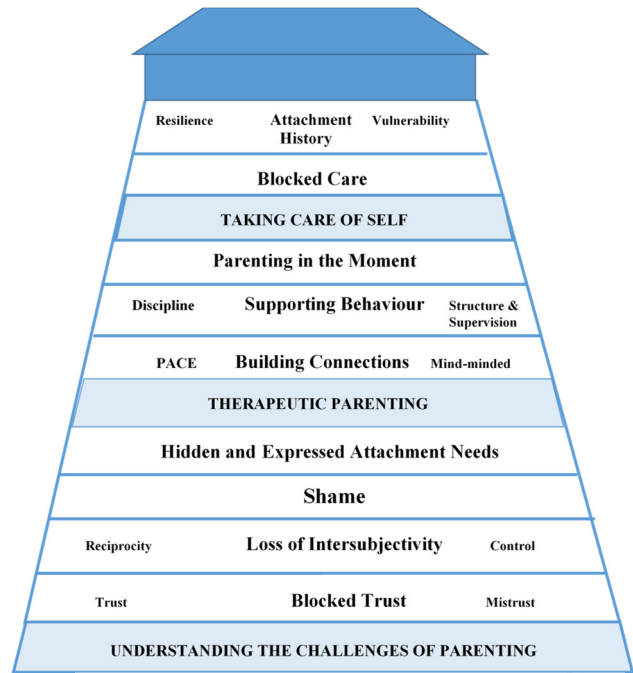 Resilience Attachment Vulnerability
History
Blocked Care
TAKING CARE OF SELF
Parenting in the Moment
Discipline Supporting Behaviour Structure &
Supervision
PACE Building Connections Mind-minded
THERAPEUTIC PARENTING
Hidden and Expressed Attachment Needs
Shame
Reciprocity Loss of Intersubjectivity Control
Trust Blocked Trust Mistrust
UNDERSTANDING THE CHALLENGES OF PARENTING